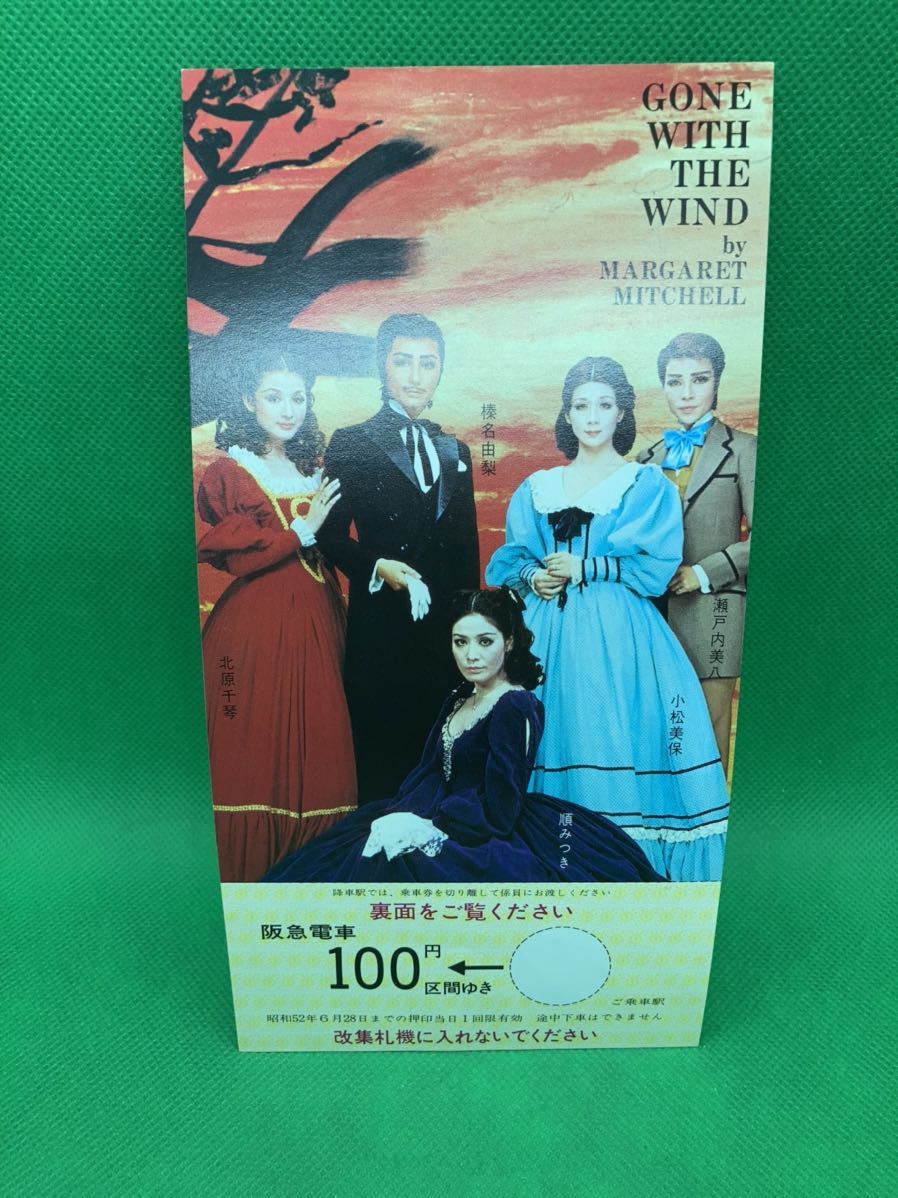 GONE
WITH
THE
WIND
by
MARGARET
MITCHELL
榛名由梨
瀬戸内美八
北原千琴
小松美保
順みつき
降車駅では、乗車券を切り離して係員にお渡しください
裏面をご覧ください
阪急電車
100円 区間ゆき
ご乗車駅
昭和52年6月28日までの押印当日1回限有効 途中下車はできません
改集札機に入れないでください